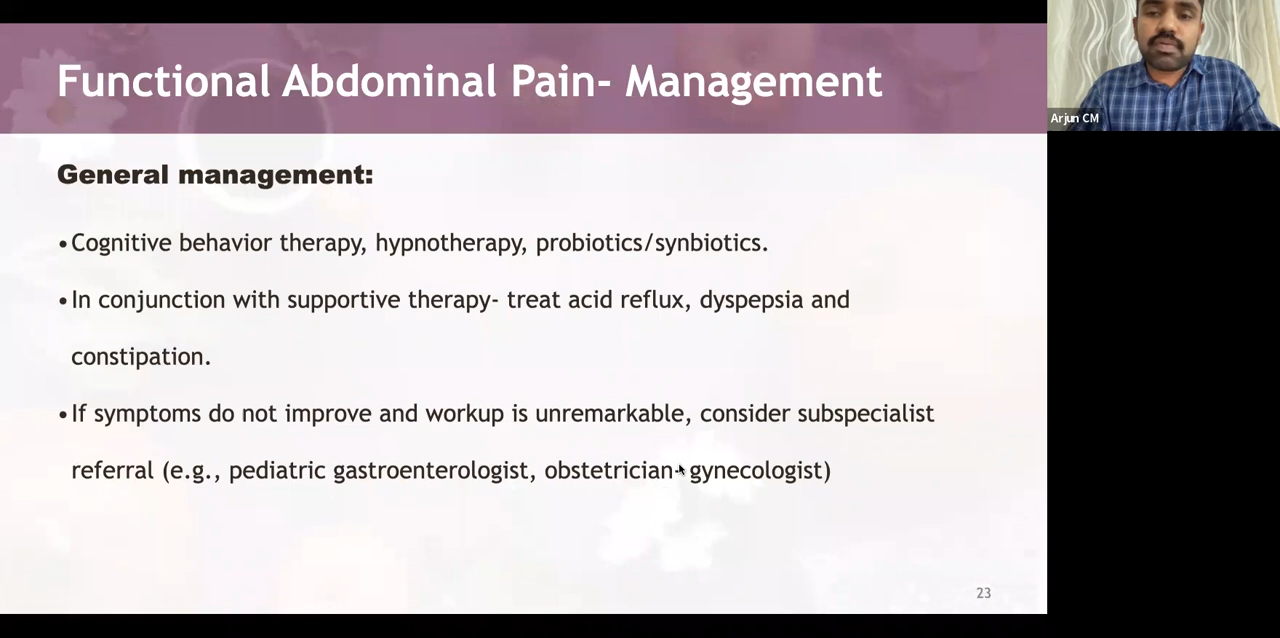 Functional Abdominal Pain- Management
Arjun CM
General management:
•Cognitive behavior therapy, hypnotherapy, probiotics/synbiotics.
•In conjunction with supportive therapy- treat acid reflux, dyspepsia and
constipation.
•If symptoms do not improve and workup is unremarkable, consider subspecialist
referral (e.g., pediatric gastroenterologist, obstetrician- gynecologist)
23